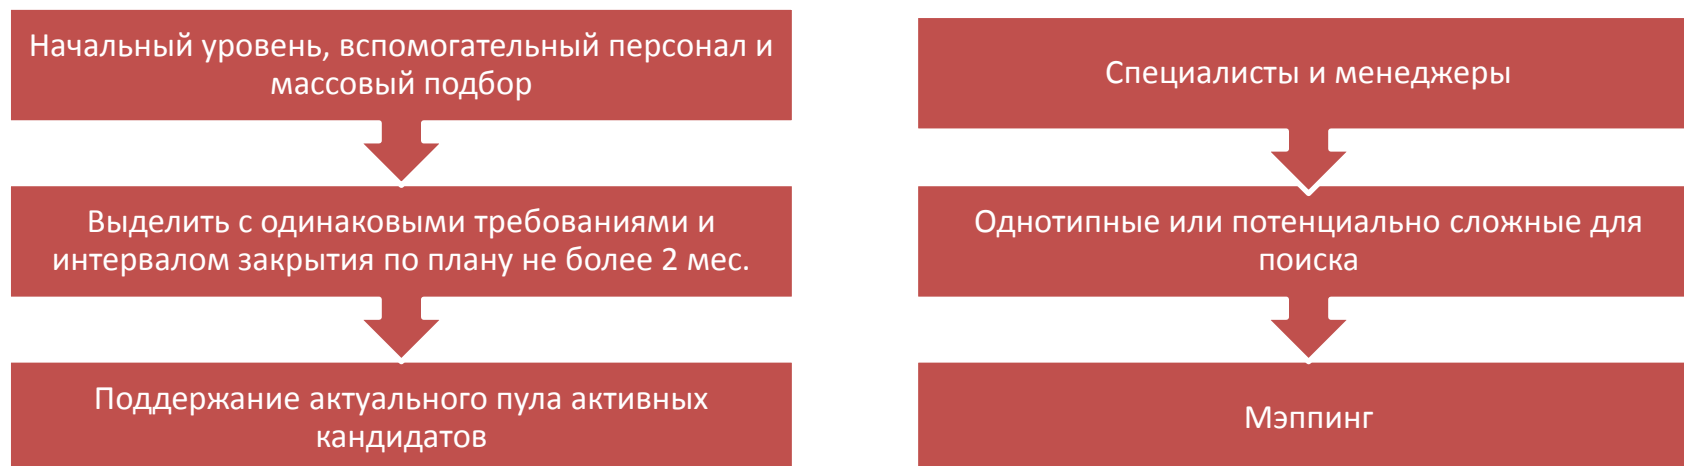 Начальный уровень, вспомогательный персонал и
массовый подбор
Выделить с одинаковыми требованиями и
интервалом закрытия по плану не более 2 мес.
Поддержание актуального пула активных
кандидатов
Специалисты и менеджеры
Однотипные или потенциально сложные для
поиска
Мэппинг